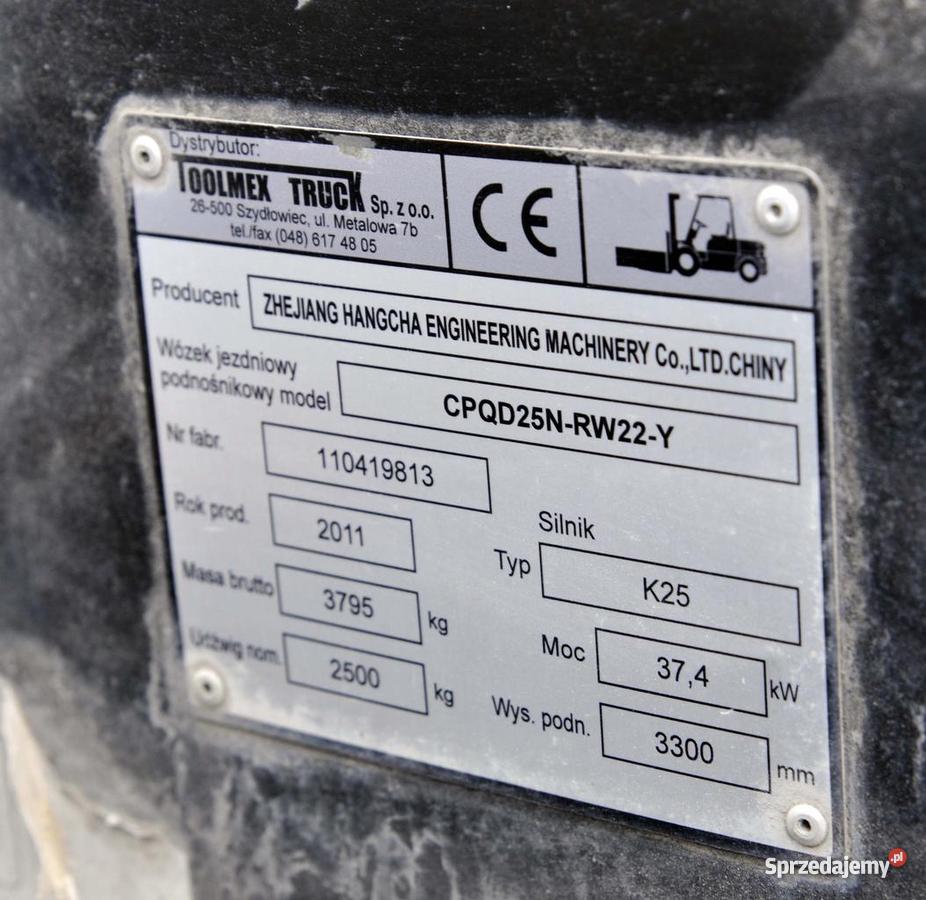 Dystrybutor:
TOOLMEX TRUCK Sp. z o.o.
26-500 Szydłowiec, ul. Metalowa 7b
tel./fax (048) 617 48 05
CE
Producent ZHEJIANG HANGCHA ENGINEERING MACHINERY Co.,LTD.CHINY
Wózek jezdniowy
podnośnikowy model CPQD25N-RW22-Y
Nr fabr. 110419813
Rok prod. 2011
Masa brutto 3795 kg
Udźwig nom. 2500 kg
Silnik
Typ K25
Moc 37,4 kW
Wys. podn. 3300 mm
Sprzedajemy.pl